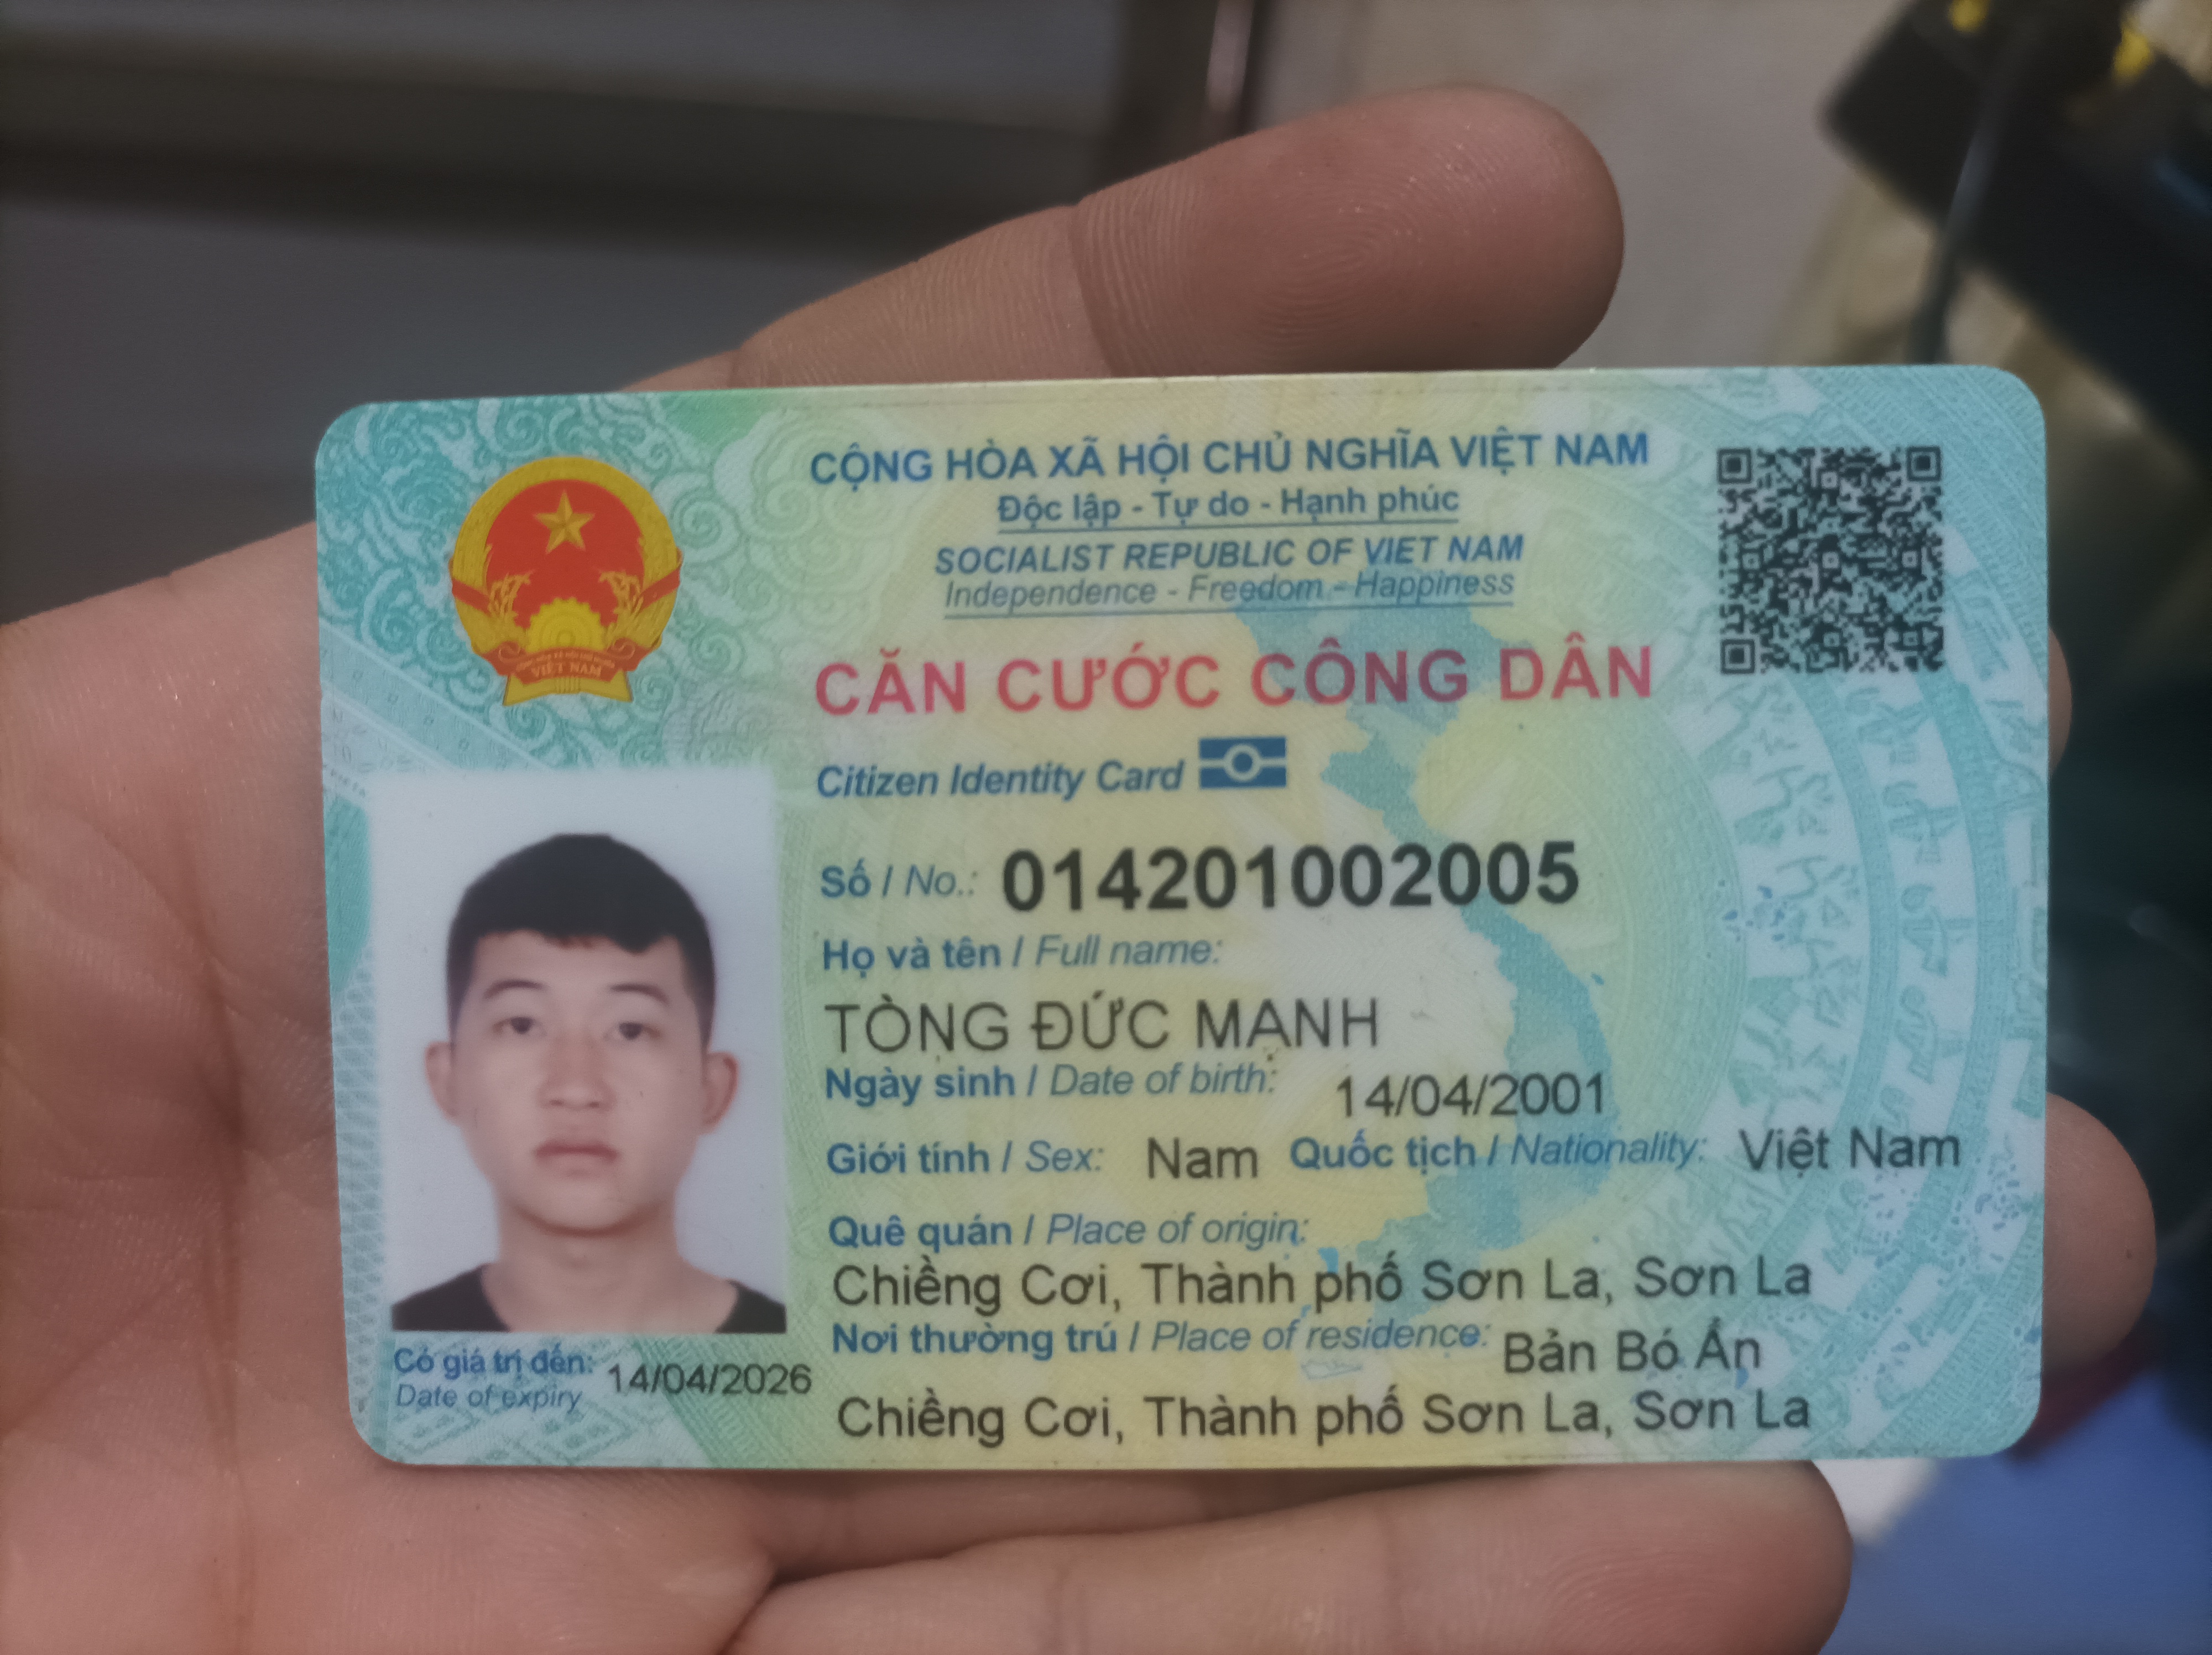 CỘNG HÒA XÃ HỘI CHỦ NGHĨA VIỆT NAM
Độc lập - Tự do - Hạnh phúc
SOCIALIST REPUBLIC OF VIET NAM
Independence - Freedom - Happiness
CĂN CƯỚC CÔNG DÂN
Citizen Identity Card
Số / No.: 014201002005
Họ và tên / Full name:
TÒNG ĐỨC MẠNH
Ngày sinh / Date of birth: 14/04/2001
Giới tính / Sex: Nam Quốc tịch / Nationality: Việt Nam
Quê quán / Place of origin:
Chiềng Cơi, Thành phố Sơn La, Sơn La
Nơi thường trú / Place of residence: Bản Bó Ẩn
Chiềng Cơi, Thành phố Sơn La, Sơn La
Có giá trị đến: 14/04/2026
Date of expiry
VIỆT NAM